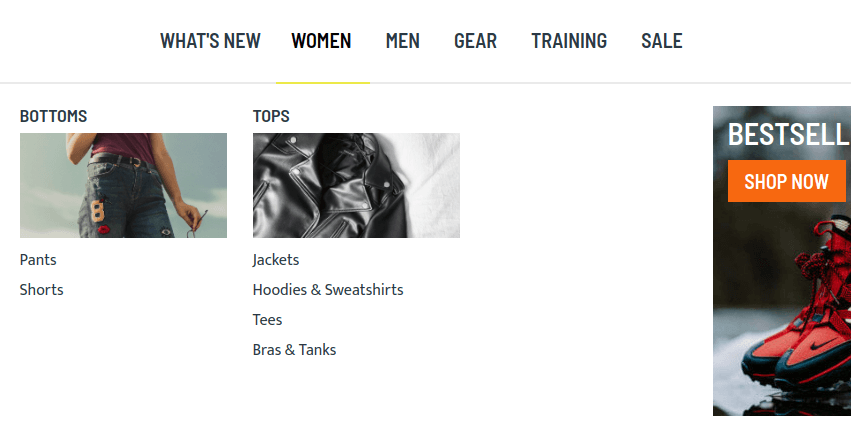 WHAT'S NEW WOMEN MEN GEAR TRAINING SALE
BOTTOMS
Pants
Shorts
TOPS
Jackets
Hoodies & Sweatshirts
Tees
Bras & Tanks
BESTSELL
SHOP NOW
8